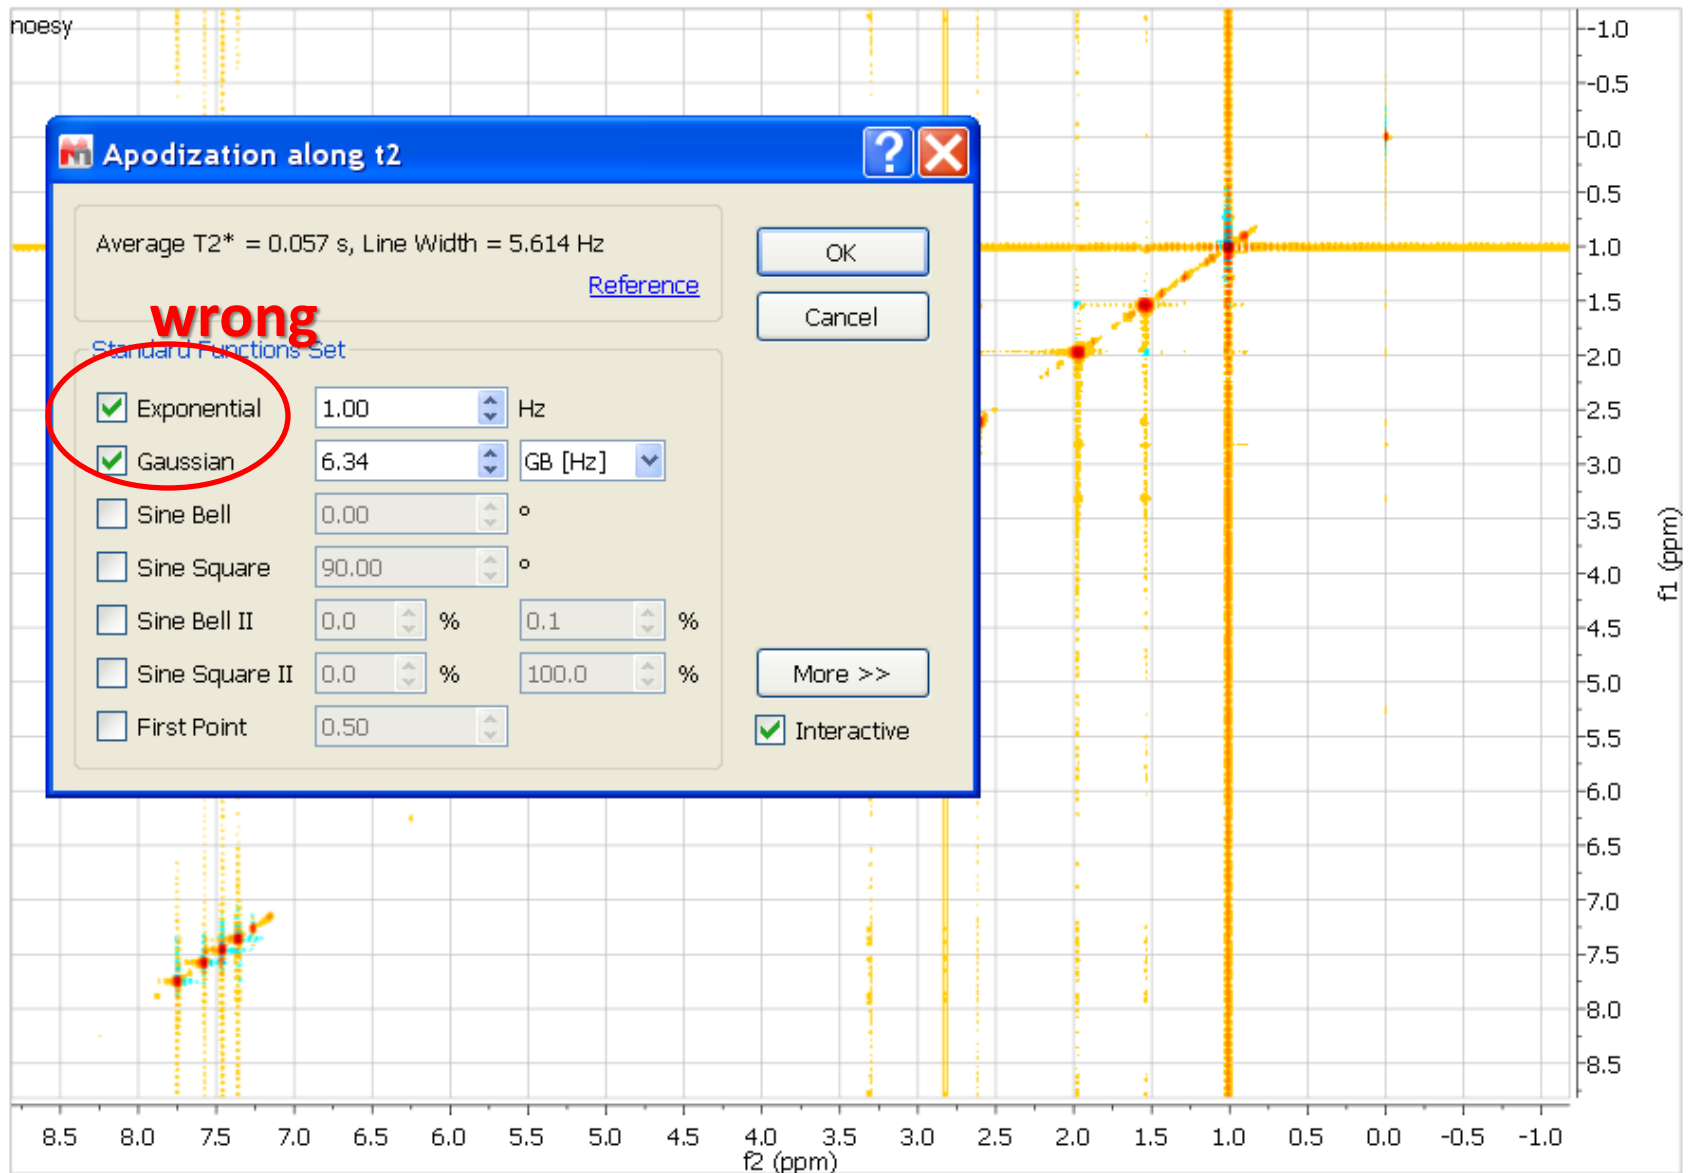 noesy
Apodization along t2
Average T2* = 0.057 s, Line Width = 5.614 Hz
Reference
OK
Cancel
wrong
Standard Functions Set
Exponential 1.00 Hz
Gaussian 6.34 GB [Hz]
Sine Bell 0.00 °
Sine Square 90.00 °
Sine Bell II 0.0 % 0.1 %
Sine Square II 0.0 % 100.0 %
First Point 0.50
More >>
Interactive
-1.0
-0.5
0.0
0.5
1.0
1.5
2.0
2.5
3.0
3.5
4.0
4.5
5.0
5.5
6.0
6.5
7.0
7.5
8.0
8.5
f1 (ppm)
8.5 8.0 7.5 7.0 6.5 6.0 5.5 5.0 4.5 4.0 3.5 3.0 2.5 2.0 1.5 1.0 0.5 0.0 -0.5 -1.0
f2 (ppm)